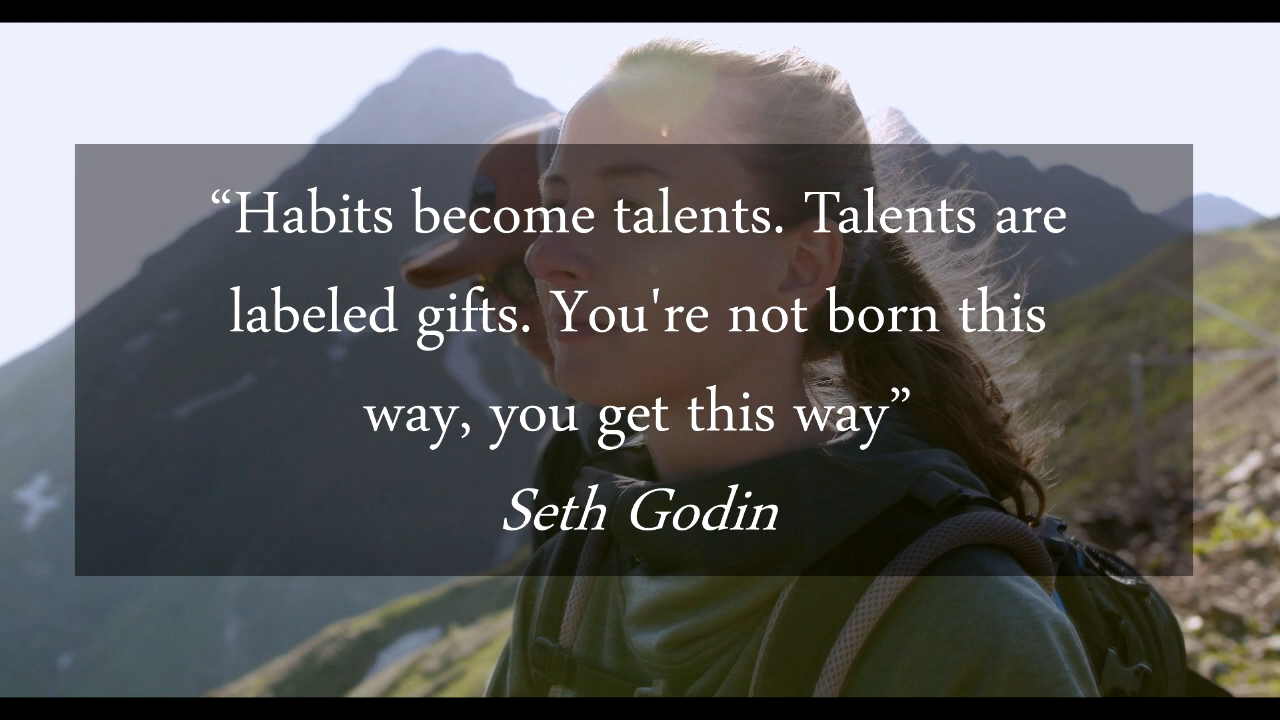 “Habits become talents. Talents are
labeled gifts. You're not born this
way, you get this way”
Seth Godin